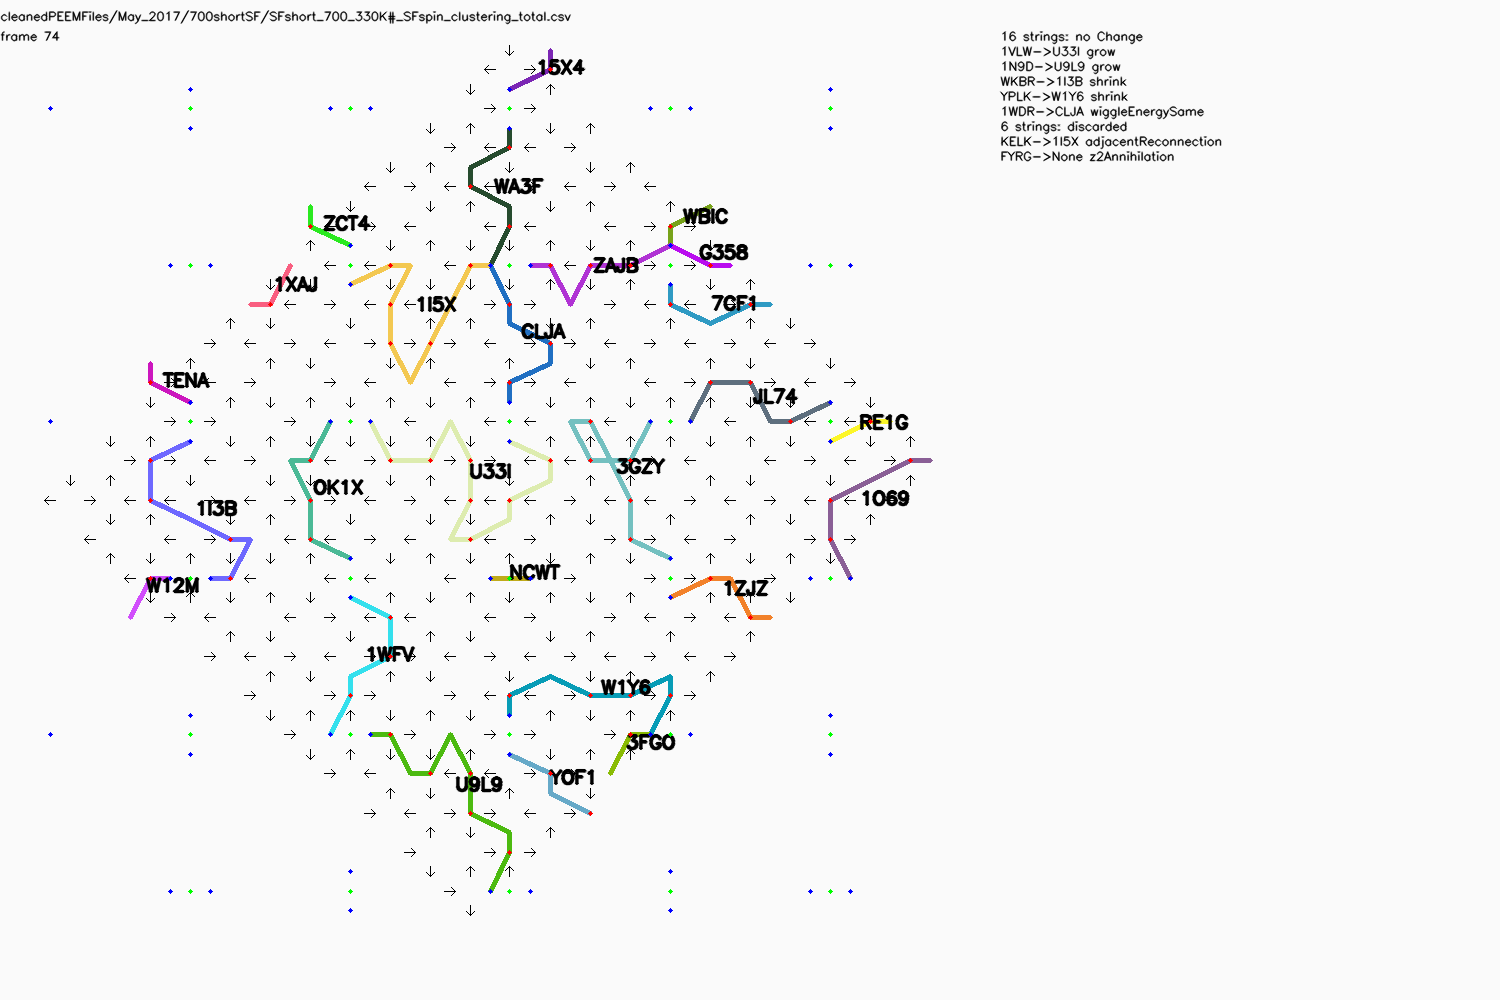 cleanedPEEMFiles/May_2017/700shortSF/SFshort_700_330K#_SFspin_clustering_total.csv
frame 74
16 strings: no Change
1VLW->U33I grow
1N9D->U9L9 grow
WKBR->1I3B shrink
YPLK->W1Y6 shrink
1WDR->CLJA wiggleEnergySame
6 strings: discarded
KELK->1I5X adjacentReconnection
FYRG->None z2Annihilation
15X4
WA3F
ZCT4
WBIC
G358
ZAJB
1XAJ
1I5X
7CF1
CLJA
TENA
JL74
RE1G
U33I
3GZY
OK1X
1O69
1I3B
NCWT
W12M
1ZJZ
1WFV
W1Y6
3FGO
YOF1
U9L9